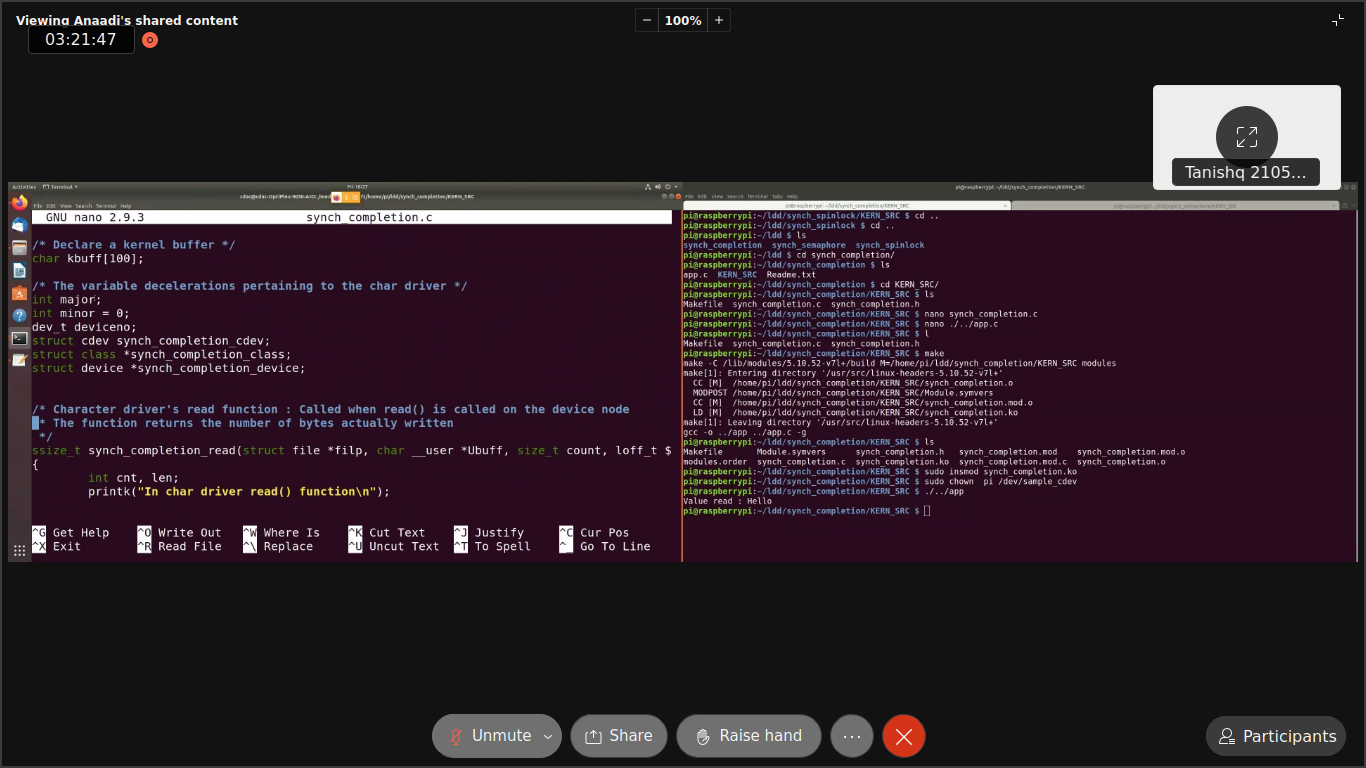 Viewing Anaadi's shared content
03:21:47
100%
Tanishq 2105...
Activities
Terminal
Fri 16:37
File Edit View Search Terminal Help
GNU nano 2.9.3 synch_completion.c
/* Declare a kernel buffer */
char kbuff[100];
/* The variable decelerations pertaining to the char driver */
int major;
int minor = 0;
dev_t deviceno;
struct cdev synch_completion_cdev;
struct class *synch_completion_class;
struct device *synch_completion_device;
/* Character driver's read function : Called when read() is called on the device node
* The function returns the number of bytes actually written
*/
ssize_t synch_completion_read(struct file *filp, char __user *Ubuff, size_t count, loff_t $
{
int cnt, len;
printk("In char driver read() function\n");
^G Get Help ^O Write Out ^W Where Is ^K Cut Text ^J Justify ^C Cur Pos
^X Exit ^R Read File ^\ Replace ^U Uncut Text ^T To Spell ^_ Go To Line
pi@raspberrypi: ~/ldd/synch_completion/KERN_SRC
File Edit View Search Terminal Tabs Help
pi@raspberrypi: ~/ldd/synch_completion/KERN_SRC
pi@raspberrypi: ~/ldd/synch_semaphore/KERN_SRC
pi@raspberrypi:~/ldd/synch_spinlock/KERN_SRC $ cd ..
pi@raspberrypi:~/ldd/synch_spinlock $ cd ..
pi@raspberrypi:~/ldd $ ls
synch_completion synch_semaphore synch_spinlock
pi@raspberrypi:~/ldd $ cd synch_completion/
pi@raspberrypi:~/ldd/synch_completion $ ls
app.c KERN_SRC Readme.txt
pi@raspberrypi:~/ldd/synch_completion $ cd KERN_SRC/
pi@raspberrypi:~/ldd/synch_completion/KERN_SRC $ ls
Makefile synch_completion.c synch_completion.h
pi@raspberrypi:~/ldd/synch_completion/KERN_SRC $ nano synch_completion.c
pi@raspberrypi:~/ldd/synch_completion/KERN_SRC $ nano ./../app.c
pi@raspberrypi:~/ldd/synch_completion/KERN_SRC $ l
Makefile synch_completion.c synch_completion.h
pi@raspberrypi:~/ldd/synch_completion/KERN_SRC $ make
make -C /lib/modules/5.10.52-v7l+/build M=/home/pi/ldd/synch_completion/KERN_SRC modules
make[1]: Entering directory '/usr/src/linux-headers-5.10.52-v7l+'
CC [M] /home/pi/ldd/synch_completion/KERN_SRC/synch_completion.o
MODPOST /home/pi/ldd/synch_completion/KERN_SRC/Module.symvers
CC [M] /home/pi/ldd/synch_completion/KERN_SRC/synch_completion.mod.o
LD [M] /home/pi/ldd/synch_completion/KERN_SRC/synch_completion.ko
make[1]: Leaving directory '/usr/src/linux-headers-5.10.52-v7l+'
gcc -o ../app ../app.c -g
pi@raspberrypi:~/ldd/synch_completion/KERN_SRC $ ls
Makefile Module.symvers synch_completion.h synch_completion.mod synch_completion.mod.o
modules.order synch_completion.c synch_completion.ko synch_completion.mod.c synch_completion.o
pi@raspberrypi:~/ldd/synch_completion/KERN_SRC $ sudo insmod synch_completion.ko
pi@raspberrypi:~/ldd/synch_completion/KERN_SRC $ sudo chown pi /dev/sample_cdev
pi@raspberrypi:~/ldd/synch_completion/KERN_SRC $ ./../app
Value read : Hello
pi@raspberrypi:~/ldd/synch_completion/KERN_SRC $
Unmute
Share
Raise hand
Participants